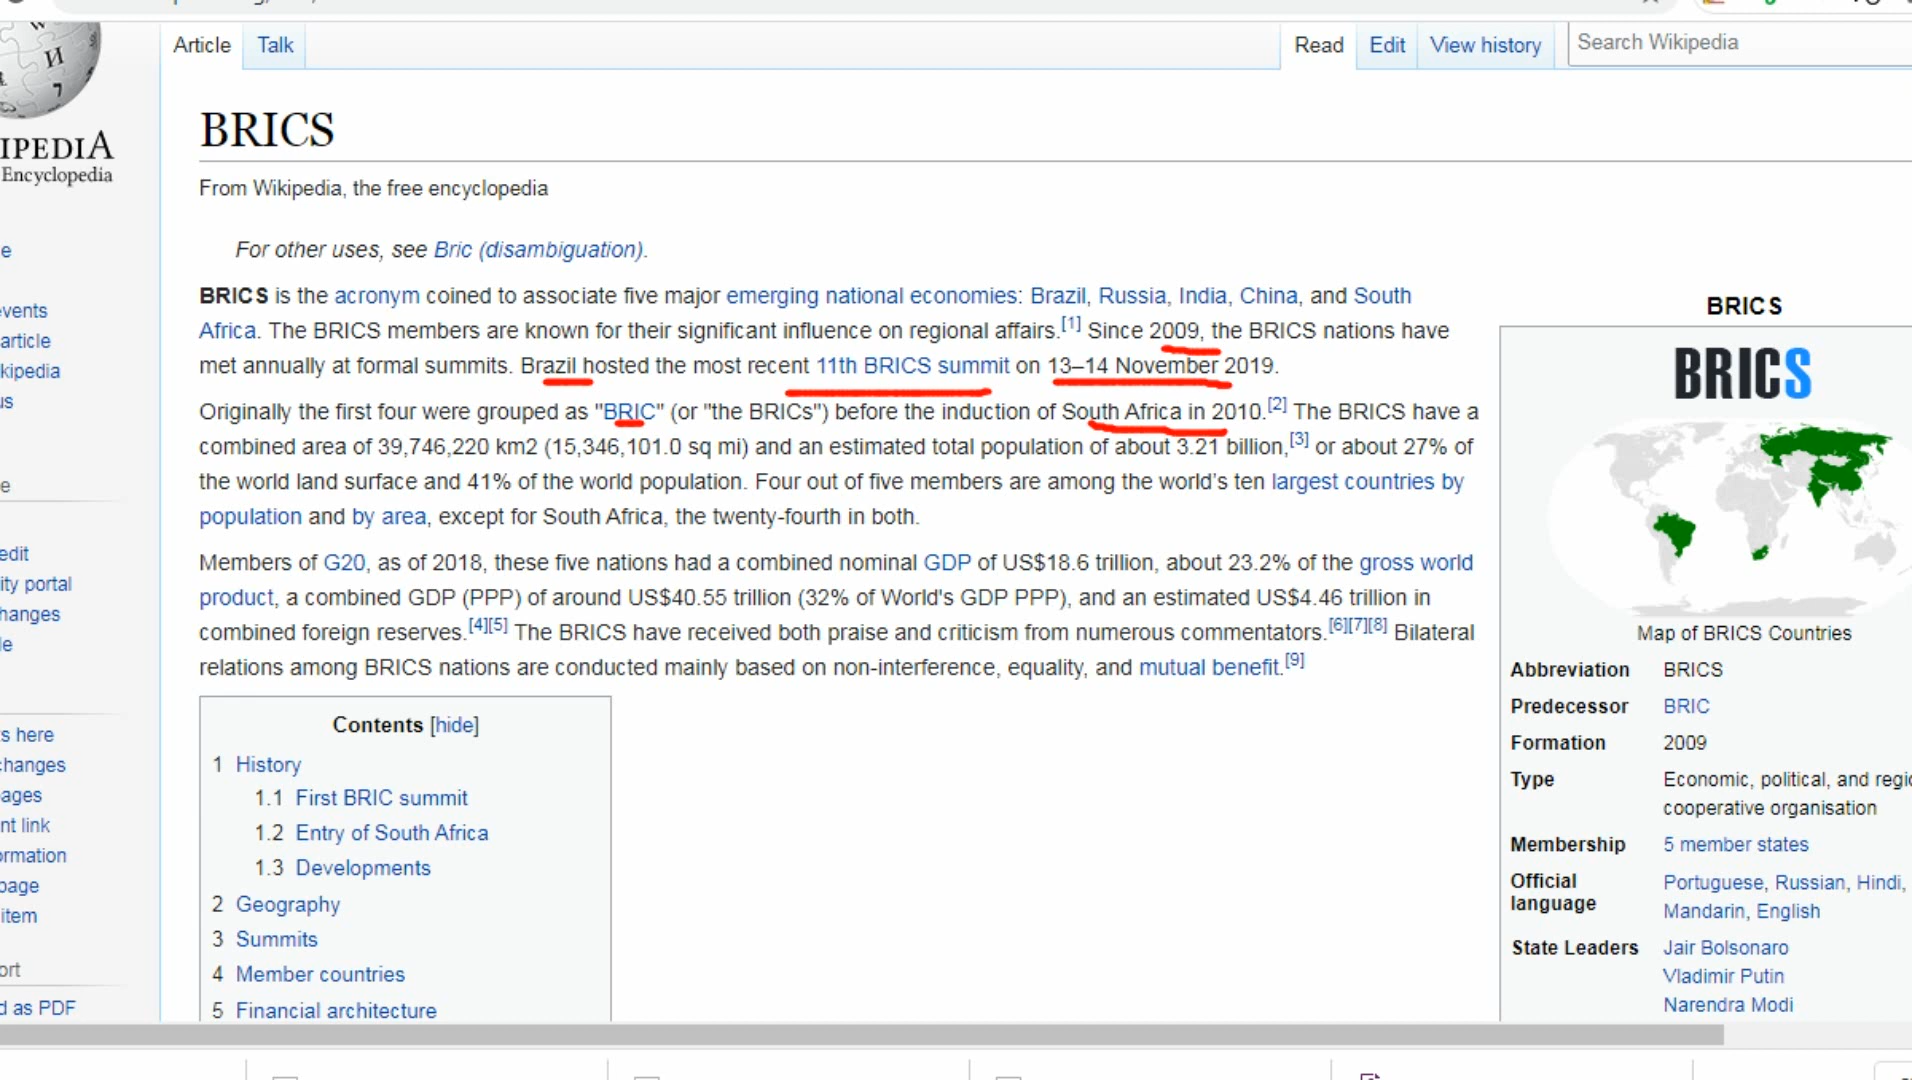 Article
Talk
Read
Edit
View history
Search Wikipedia
IPEDIA
Encyclopedia
BRICS
From Wikipedia, the free encyclopedia
For other uses, see Bric (disambiguation).
BRICS is the acronym coined to associate five major emerging national economies: Brazil, Russia, India, China, and South
Africa. The BRICS members are known for their significant influence on regional affairs.[1] Since 2009, the BRICS nations have
met annually at formal summits. Brazil hosted the most recent 11th BRICS summit on 13–14 November 2019.
Originally the first four were grouped as "BRIC" (or "the BRICs") before the induction of South Africa in 2010.[2] The BRICS have a
combined area of 39,746,220 km2 (15,346,101.0 sq mi) and an estimated total population of about 3.21 billion,[3] or about 27% of
the world land surface and 41% of the world population. Four out of five members are among the world's ten largest countries by
population and by area, except for South Africa, the twenty-fourth in both.
Members of G20, as of 2018, these five nations had a combined nominal GDP of US$18.6 trillion, about 23.2% of the gross world
product, a combined GDP (PPP) of around US$40.55 trillion (32% of World's GDP PPP), and an estimated US$4.46 trillion in
combined foreign reserves.[4][5] The BRICS have received both praise and criticism from numerous commentators.[6][7][8] Bilateral
relations among BRICS nations are conducted mainly based on non-interference, equality, and mutual benefit.[9]
Contents [hide]
1 History
1.1 First BRIC summit
1.2 Entry of South Africa
1.3 Developments
2 Geography
3 Summits
4 Member countries
5 Financial architecture
BRICS
BRICS
Map of BRICS Countries
Abbreviation BRICS
Predecessor BRIC
Formation 2009
Type Economic, political, and regio
cooperative organisation
Membership 5 member states
Official language Portuguese, Russian, Hindi,
Mandarin, English
State Leaders Jair Bolsonaro
Vladimir Putin
Narendra Modi
e
vents
article
kipedia
us
e
edit
ity portal
hanges
le
s here
changes
ages
nt link
ormation
page
item
ort
d as PDF